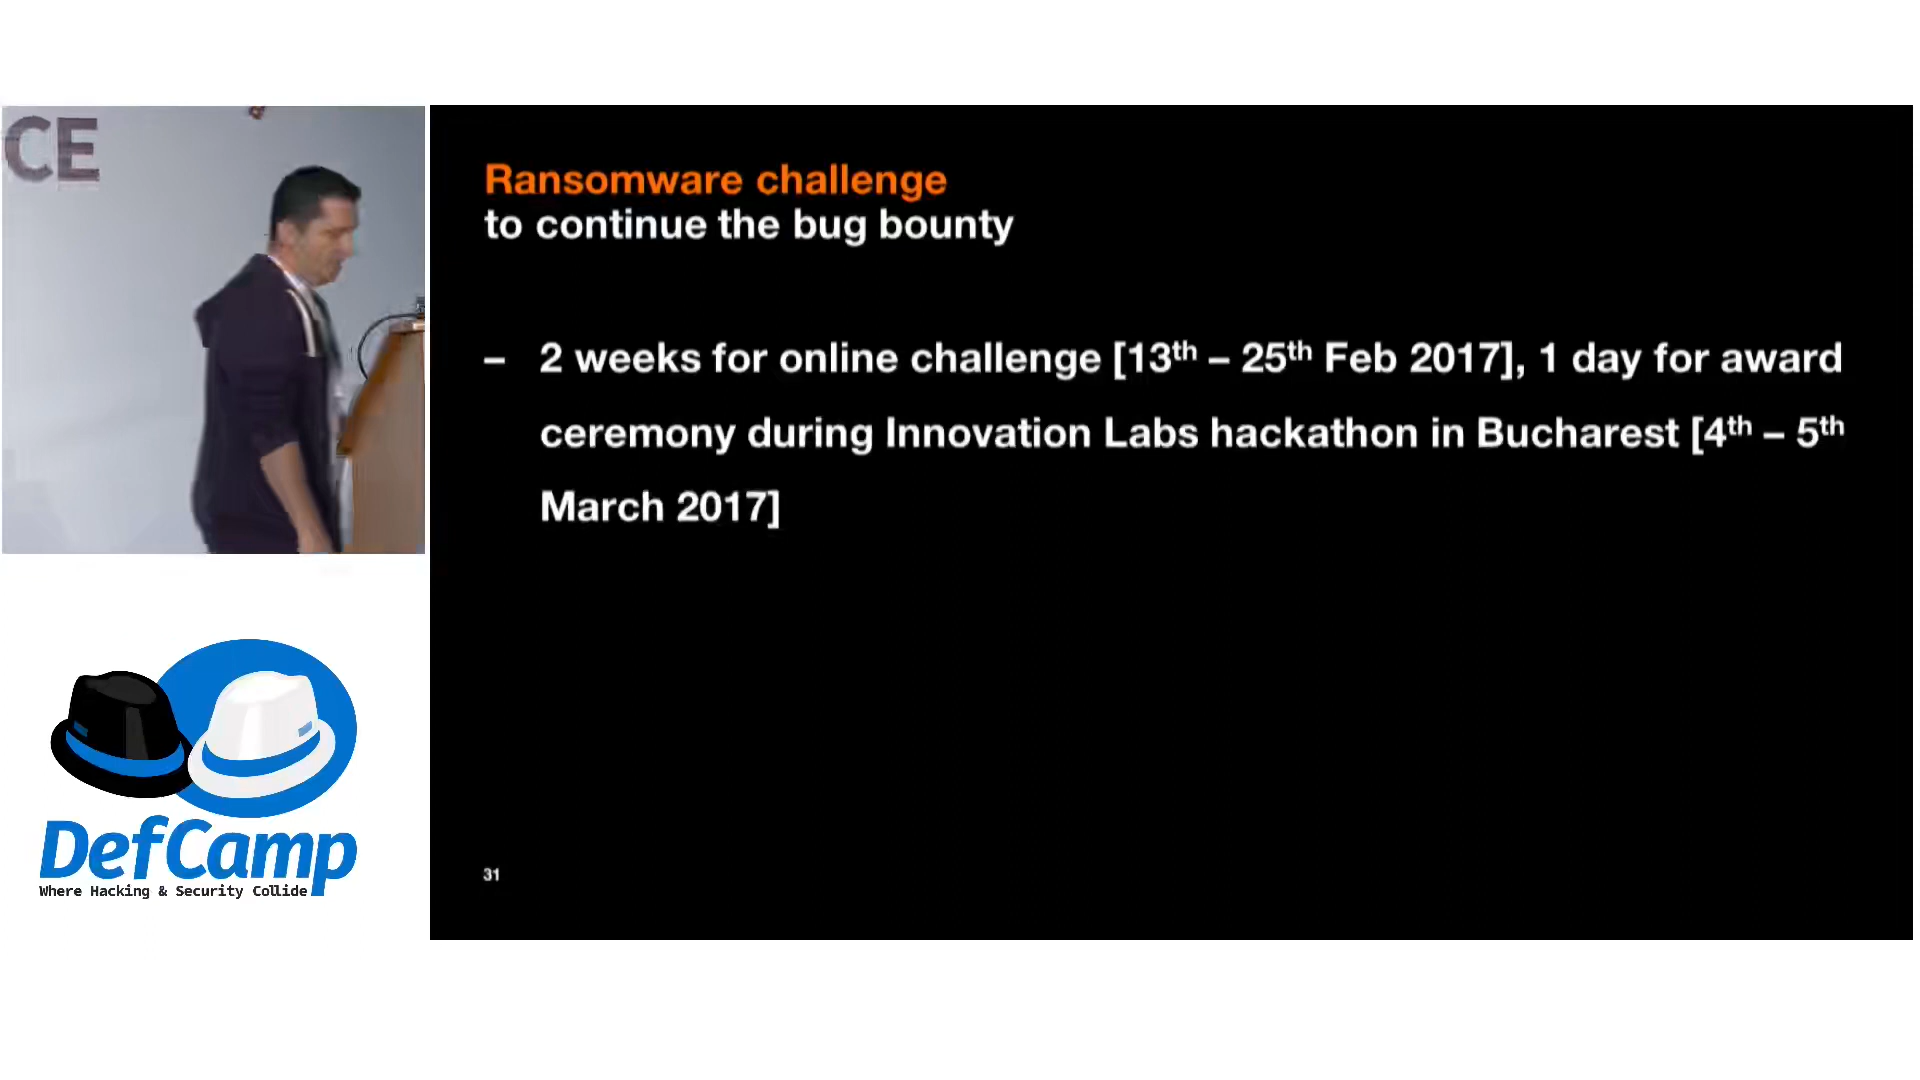 CE
Ransomware challenge
to continue the bug bounty
– 2 weeks for online challenge [13th – 25th Feb 2017], 1 day for award
ceremony during Innovation Labs hackathon in Bucharest [4th – 5th
March 2017]
31
DefCamp
Where Hacking & Security Collide